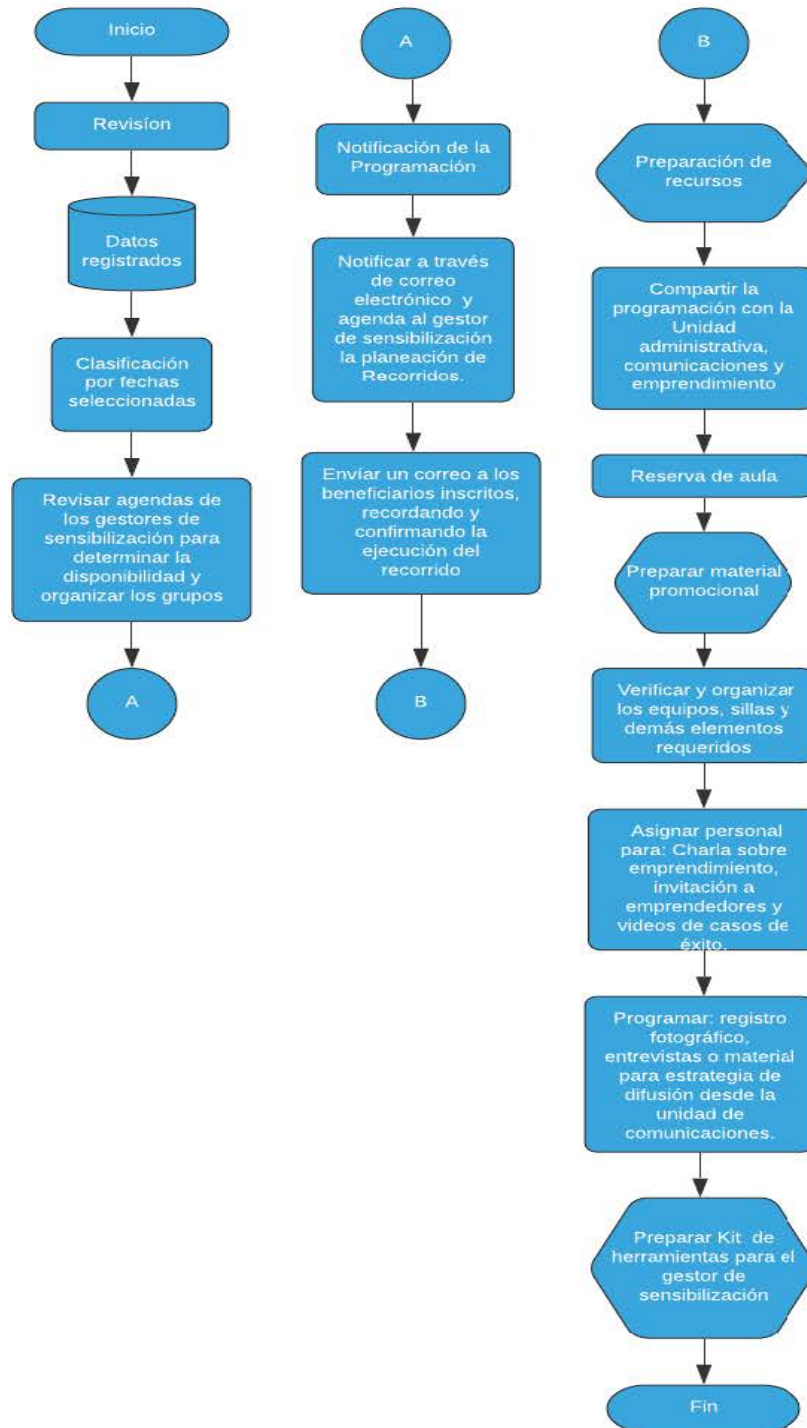 Inicio
Revisíon
Datos
registrados
Clasificación
por fechas
seleccionadas
Revisar agendas de
los gestores de
sensibilización para
determinar la
disponibilidad y
organizar los grupos
A
A
Notificación de la
Programación
Notificar a través
de correo
electrónico y
agenda al gestor
de sensibilización
la planeación de
Recorridos.
Envíar un correo a los
beneficiarios inscritos,
recordando y
confirmando la
ejecución del
recorrido
B
B
Preparación de
recursos
Compartir la
programación con la
Unidad
administrativa,
comunicaciones y
emprendimiento
Reserva de aula
Preparar material
promocional
Verificar y organizar
los equipos, sillas y
demás elementos
requeridos
Asignar personal
para: Charla sobre
emprendimiento,
invitación a
emprendedores y
videos de casos de
éxito.
Programar: registro
fotográfico,
entrevistas o material
para estrategia de
difusión desde la
unidad de
comunicaciones.
Preparar Kit de
herramientas para el
gestor de
sensibilización
Fin